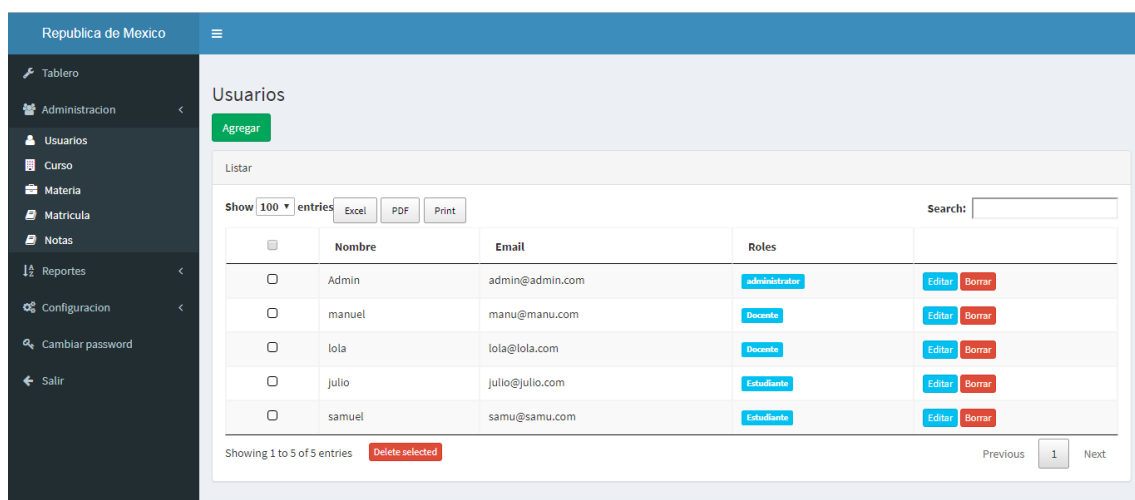 Republica de Mexico
Tablero
Administracion
Usuarios
Curso
Materia
Matricula
Notas
Reportes
Configuracion
Cambiar password
Salir
Usuarios
Agregar
Listar
Show 100 entries Excel PDF Print Search:
Nombre Email Roles
Admin admin@admin.com administrator Editar Borrar
manuel manu@manu.com Docente Editar Borrar
lola lola@lola.com Docente Editar Borrar
julio julio@julio.com Estudiante Editar Borrar
samuel samu@samu.com Estudiante Editar Borrar
Showing 1 to 5 of 5 entries Delete selected Previous 1 Next